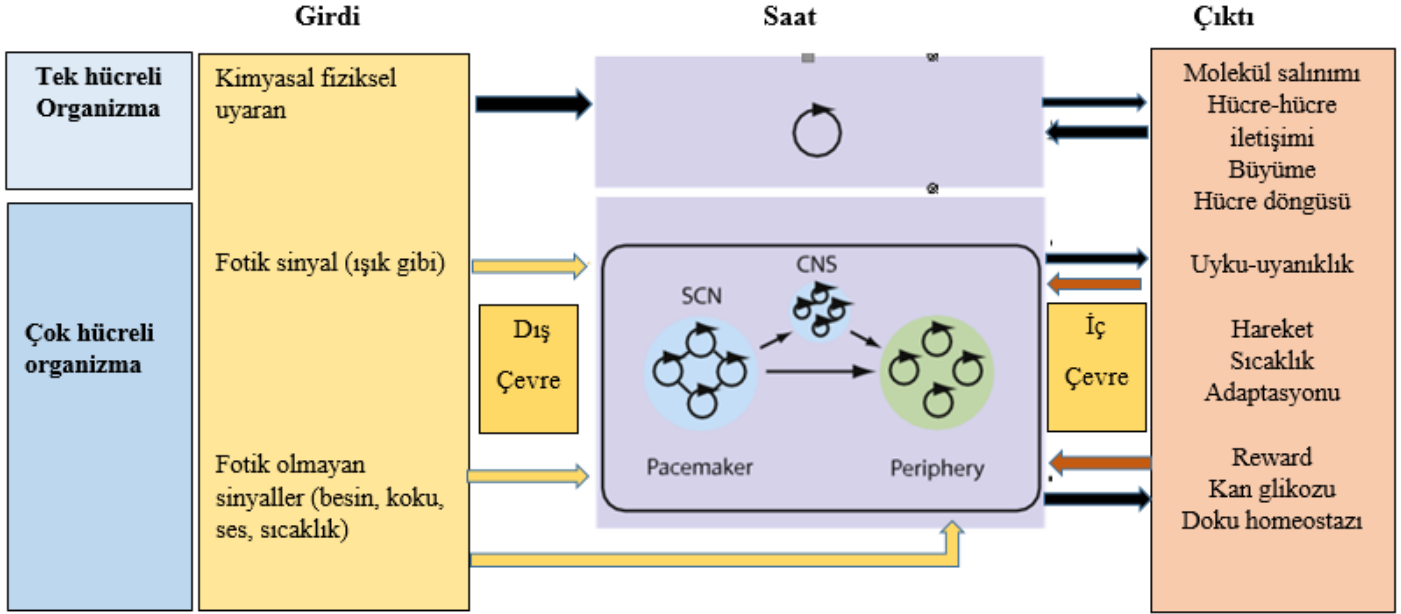 Girdi
Saat
Çıktı
Tek hücreli
Organizma
Kimyasal fiziksel
uyaran
Molekül salınımı
Hücre-hücre
iletişimi
Büyüme
Hücre döngüsü
Çok hücreli
organizma
Fotik sinyal (ışık gibi)
Dış
Çevre
Fotik olmayan
sinyaller (besin, koku,
ses, sıcaklık)
SCN
CNS
Pacemaker
Periphery
İç
Çevre
Uyku-uyanıklık
Hareket
Sıcaklık
Adaptasyonu
Reward
Kan glikozu
Doku homeostazı